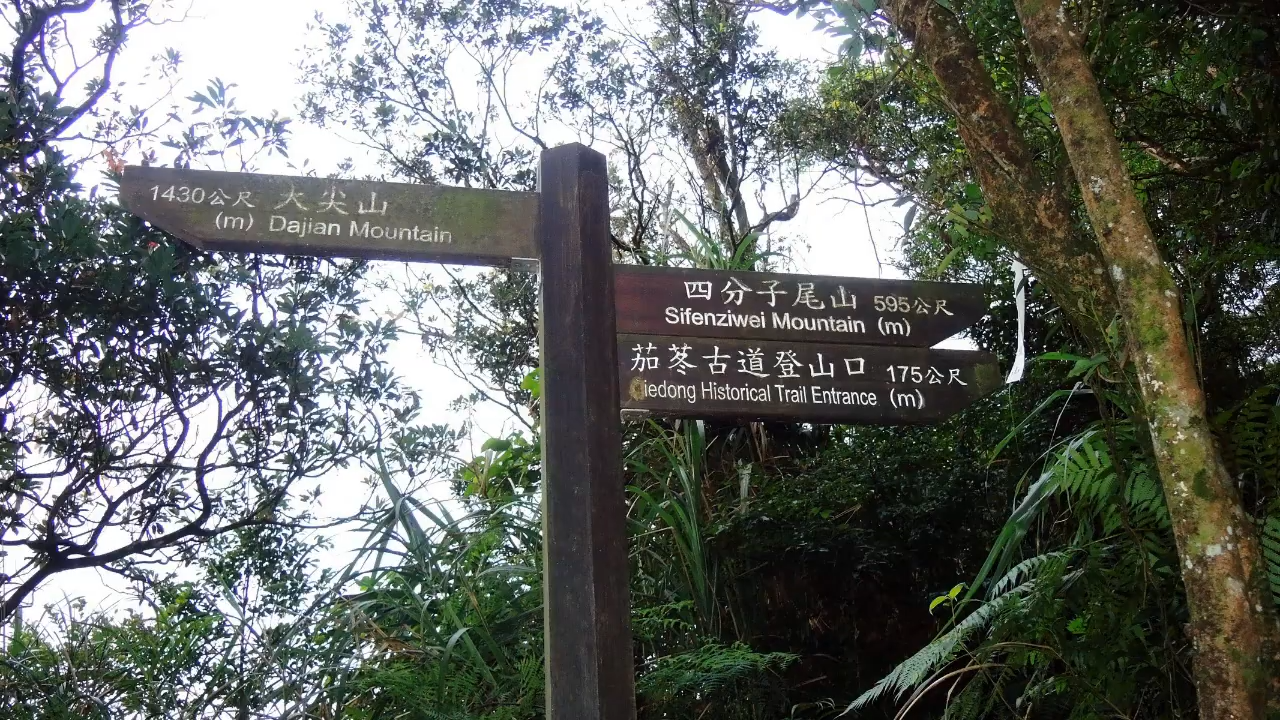 1430公尺 大尖山
(m) Dajian Mountain
四分子尾山 595公尺
Sifenziwei Mountain (m)
茄苳古道登山口 175公尺
Qiedong Historical Trail Entrance (m)